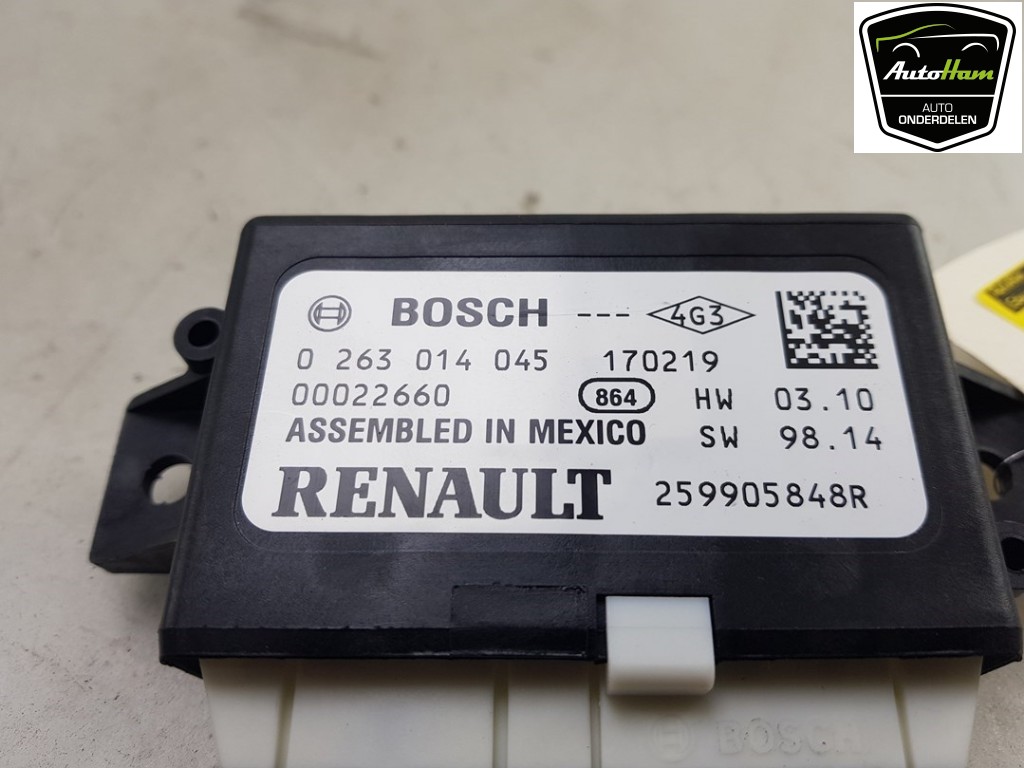 AutoHam
AUTO
ONDERDELEN
BOSCH --- 4G3
0 263 014 045 170219
00022660 864 HW 03.10
ASSEMBLED IN MEXICO SW 98.14
RENAULT 259905848R
BOSCH